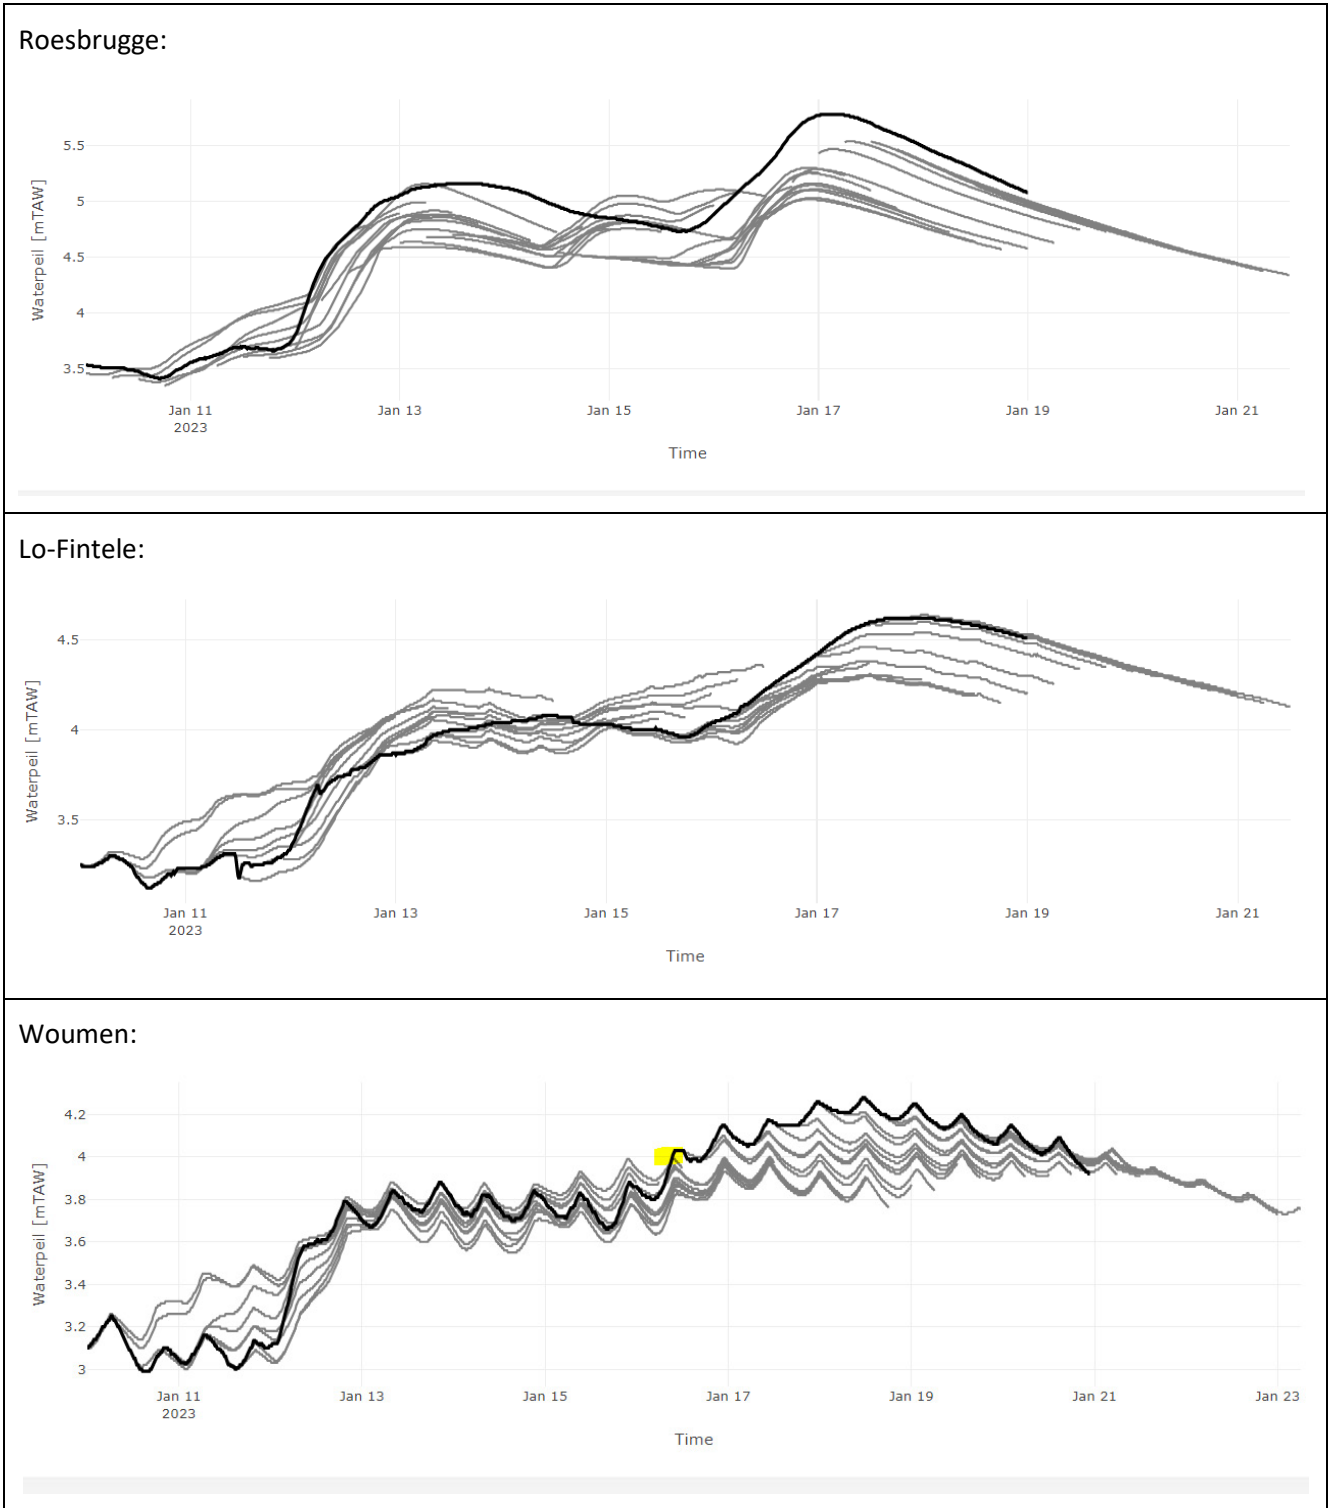 Roesbrugge:
5.5
5
4.5
4
3.5
Waterpeil [mTAW]
Jan 11
2023
Jan 13
Jan 15
Jan 17
Jan 19
Jan 21
Time
Lo-Fintele:
4.5
4
3.5
Waterpeil [mTAW]
Jan 11
2023
Jan 13
Jan 15
Jan 17
Jan 19
Jan 21
Time
Woumen:
4.2
4
3.8
3.6
3.4
3.2
3
Waterpeil [mTAW]
Jan 11
2023
Jan 13
Jan 15
Jan 17
Jan 19
Jan 21
Jan 23
Time